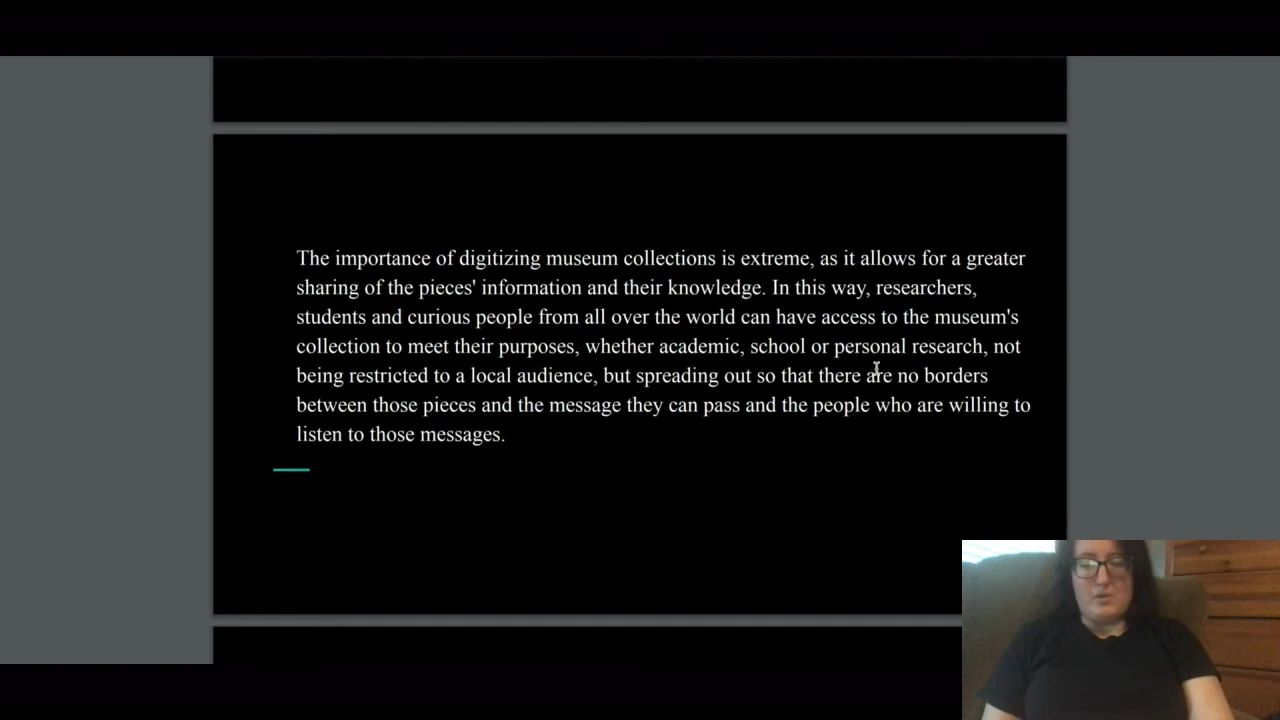 The importance of digitizing museum collections is extreme, as it allows for a greater
sharing of the pieces' information and their knowledge. In this way, researchers,
students and curious people from all over the world can have access to the museum's
collection to meet their purposes, whether academic, school or personal research, not
being restricted to a local audience, but spreading out so that there are no borders
between those pieces and the message they can pass and the people who are willing to
listen to those messages.